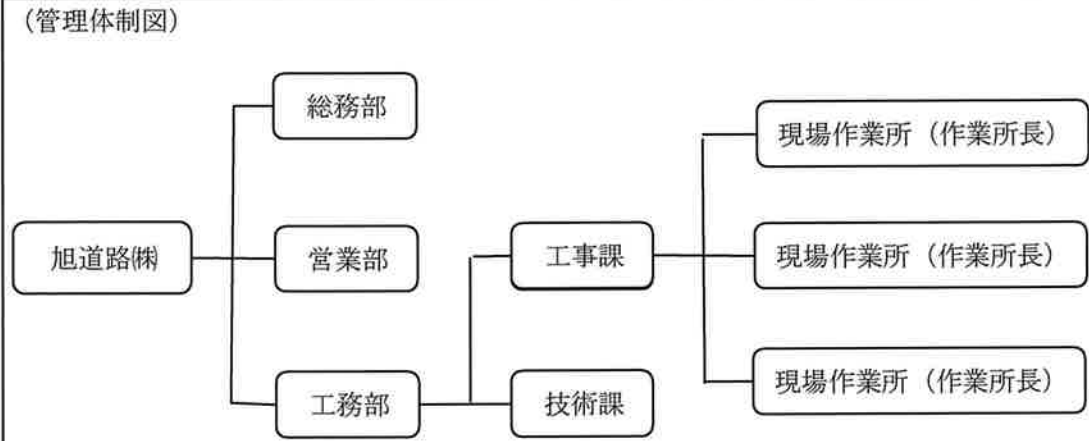 （管理体制図）
総務部
現場作業所（作業所長）
旭道路㈱
営業部
工事課
現場作業所（作業所長）
工務部
技術課
現場作業所（作業所長）